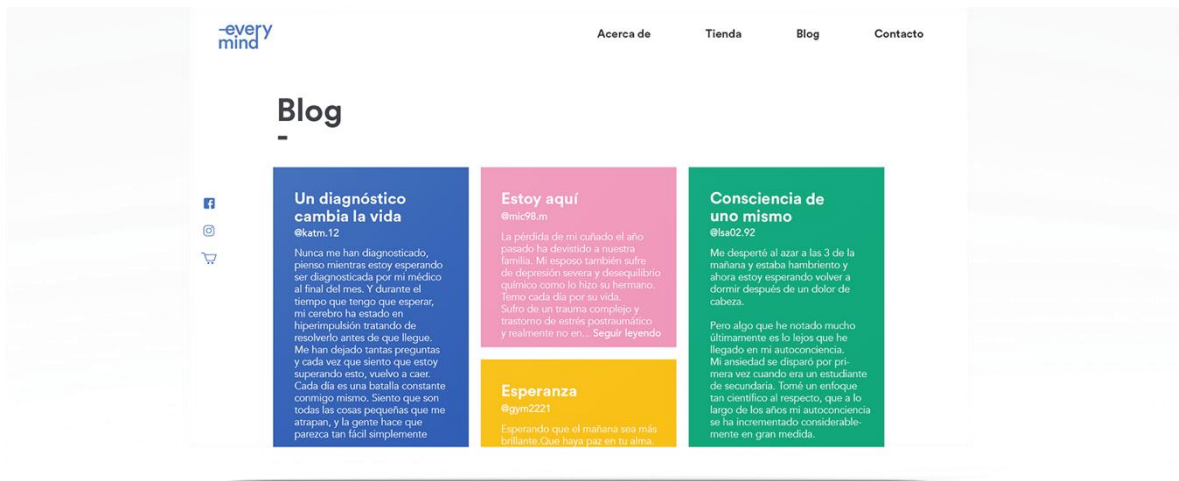 every
mind
Acerca de
Tienda
Blog
Contacto
Blog
Un diagnóstico
cambia la vida
@katm.12
Nunca me han diagnosticado,
pienso mientras estoy esperando
ser diagnosticada por mi médico
al final del mes. Y durante el
tiempo que tengo que esperar,
mi cerebro ha estado en
hiperimpulsión tratando de
resolverlo antes de que llegue.
Me han dejado tantas preguntas
y cada vez que siento que estoy
superando esto, vuelvo a caer.
Cada día es una batalla constante
conmigo mismo. Siento que son
todas las cosas pequeñas que me
atrapan, y la gente hace que
parezca tan fácil simplemente
Estoy aquí
@mic98.m
La pérdida de mi cuñado el año
pasado ha devistido a nuestra
familia. Mi esposo también sufre
de depresión severa y desequilibrio
químico como lo hizo su hermano.
Temo cada día por su vida.
Sufro de un trauma complejo y
trastorno de estrés postraumático
y realmente no en... Seguir leyendo
Esperanza
@gym2221
Esperando que el mañana sea más
brillante.Que haya paz en tu alma.
Consciencia de
uno mismo
@lsa02.92
Me desperté al azar a las 3 de la
mañana y estaba hambriento y
ahora estoy esperando volver a
dormir después de un dolor de
cabeza.
Pero algo que he notado mucho
últimamente es lo lejos que he
llegado en mi autoconciencia.
Mi ansiedad se disparó por pri-
mera vez cuando era un estudiante
de secundaria. Tomé un enfoque
tan científico al respecto, que a lo
largo de los años mi autoconciencia
se ha incrementado considerable-
mente en gran medida.